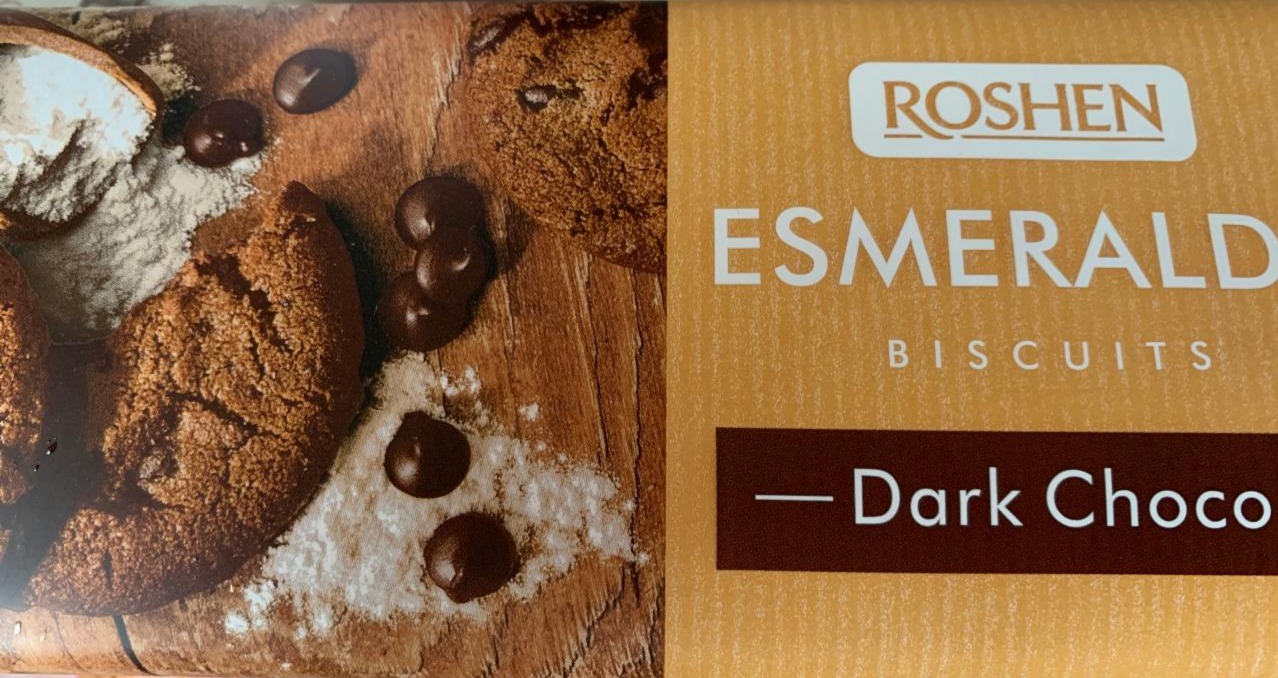 ROSHEN
ESMERALD
BISCUITS
— Dark Choco